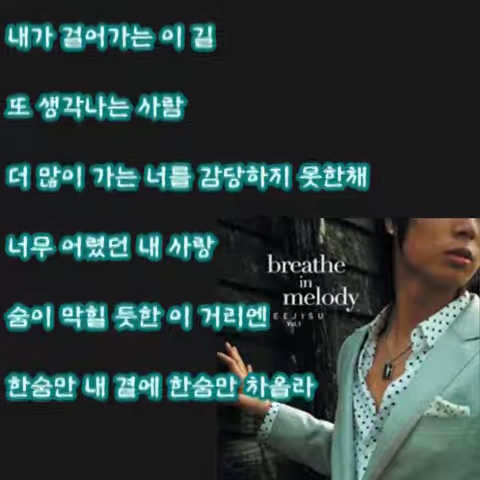 내가 걸어가는 이 길
또 생각나는 사람
더 많이 가는 너를 감당하지 못한채
너무 어렸던 내 사랑
숨이 막힐 듯한 이 거리엔
한숨만 내 곁에 한숨만 차올라
breathe
in
melody
EEJISU
Vol.1